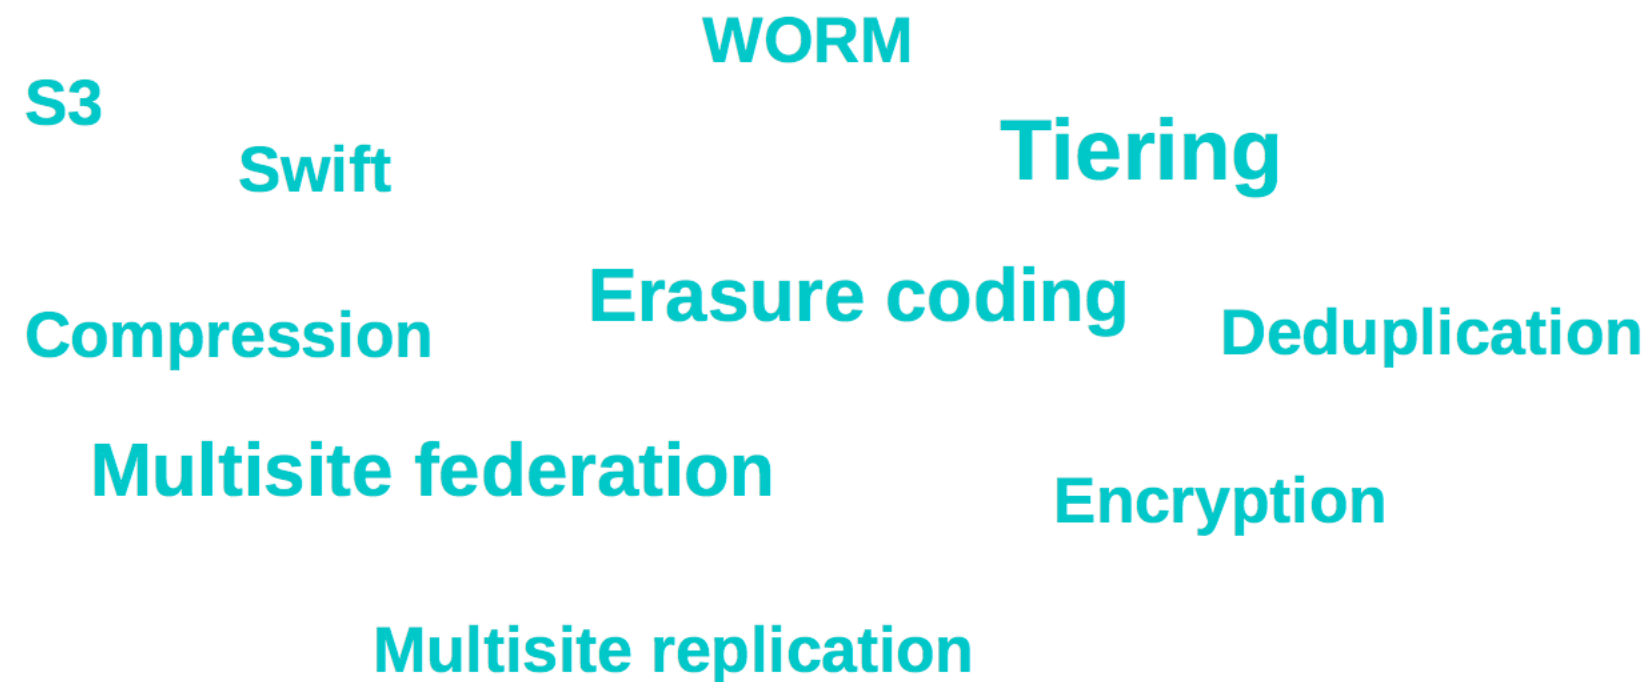 WORM
S3
Tiering
Swift
Erasure coding
Compression
Deduplication
Multisite federation
Encryption
Multisite replication